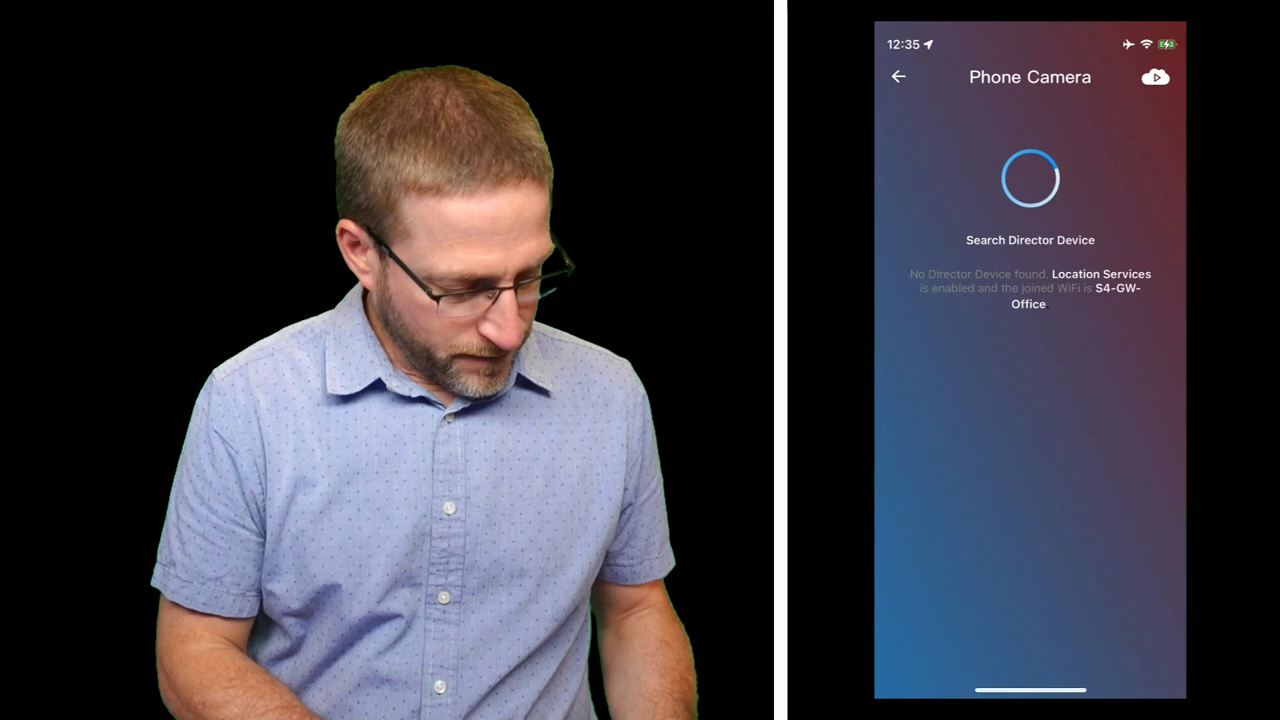 12:35
Phone Camera
Search Director Device
No Director Device found. Location Services
is enabled and the joined WiFi is S4-GW-
Office